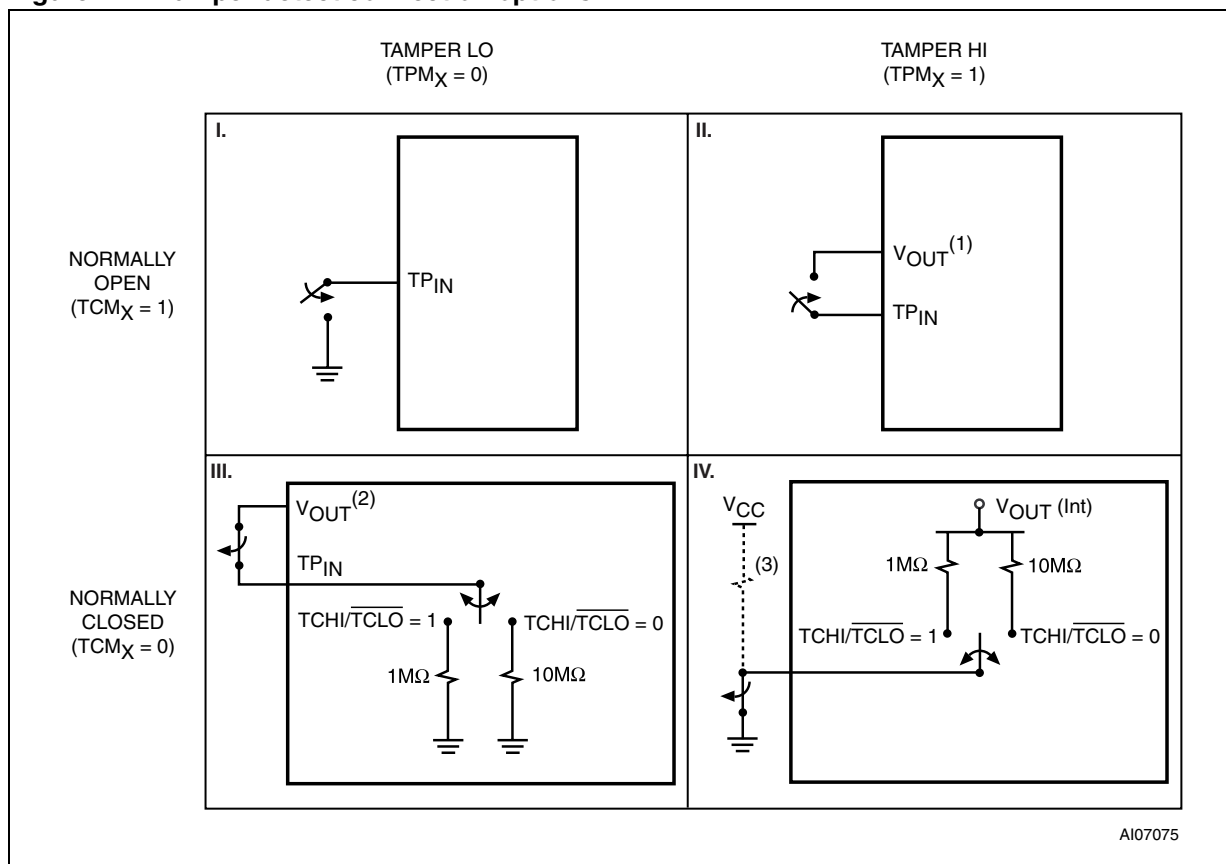 TAMPER LO
(TPMX = 0)
TAMPER HI
(TPMX = 1)
NORMALLY
OPEN
(TCMX = 1)
I.
TPIN
II.
VOUT(1)
TPIN
NORMALLY
CLOSED
(TCMX = 0)
III.
VOUT(2)
TPIN
TCHI/TCLO = 1
TCHI/TCLO = 0
1MΩ
10MΩ
IV.
VCC
(3)
VOUT (Int)
1MΩ
10MΩ
TCHI/TCLO = 1
TCHI/TCLO = 0
AI07075